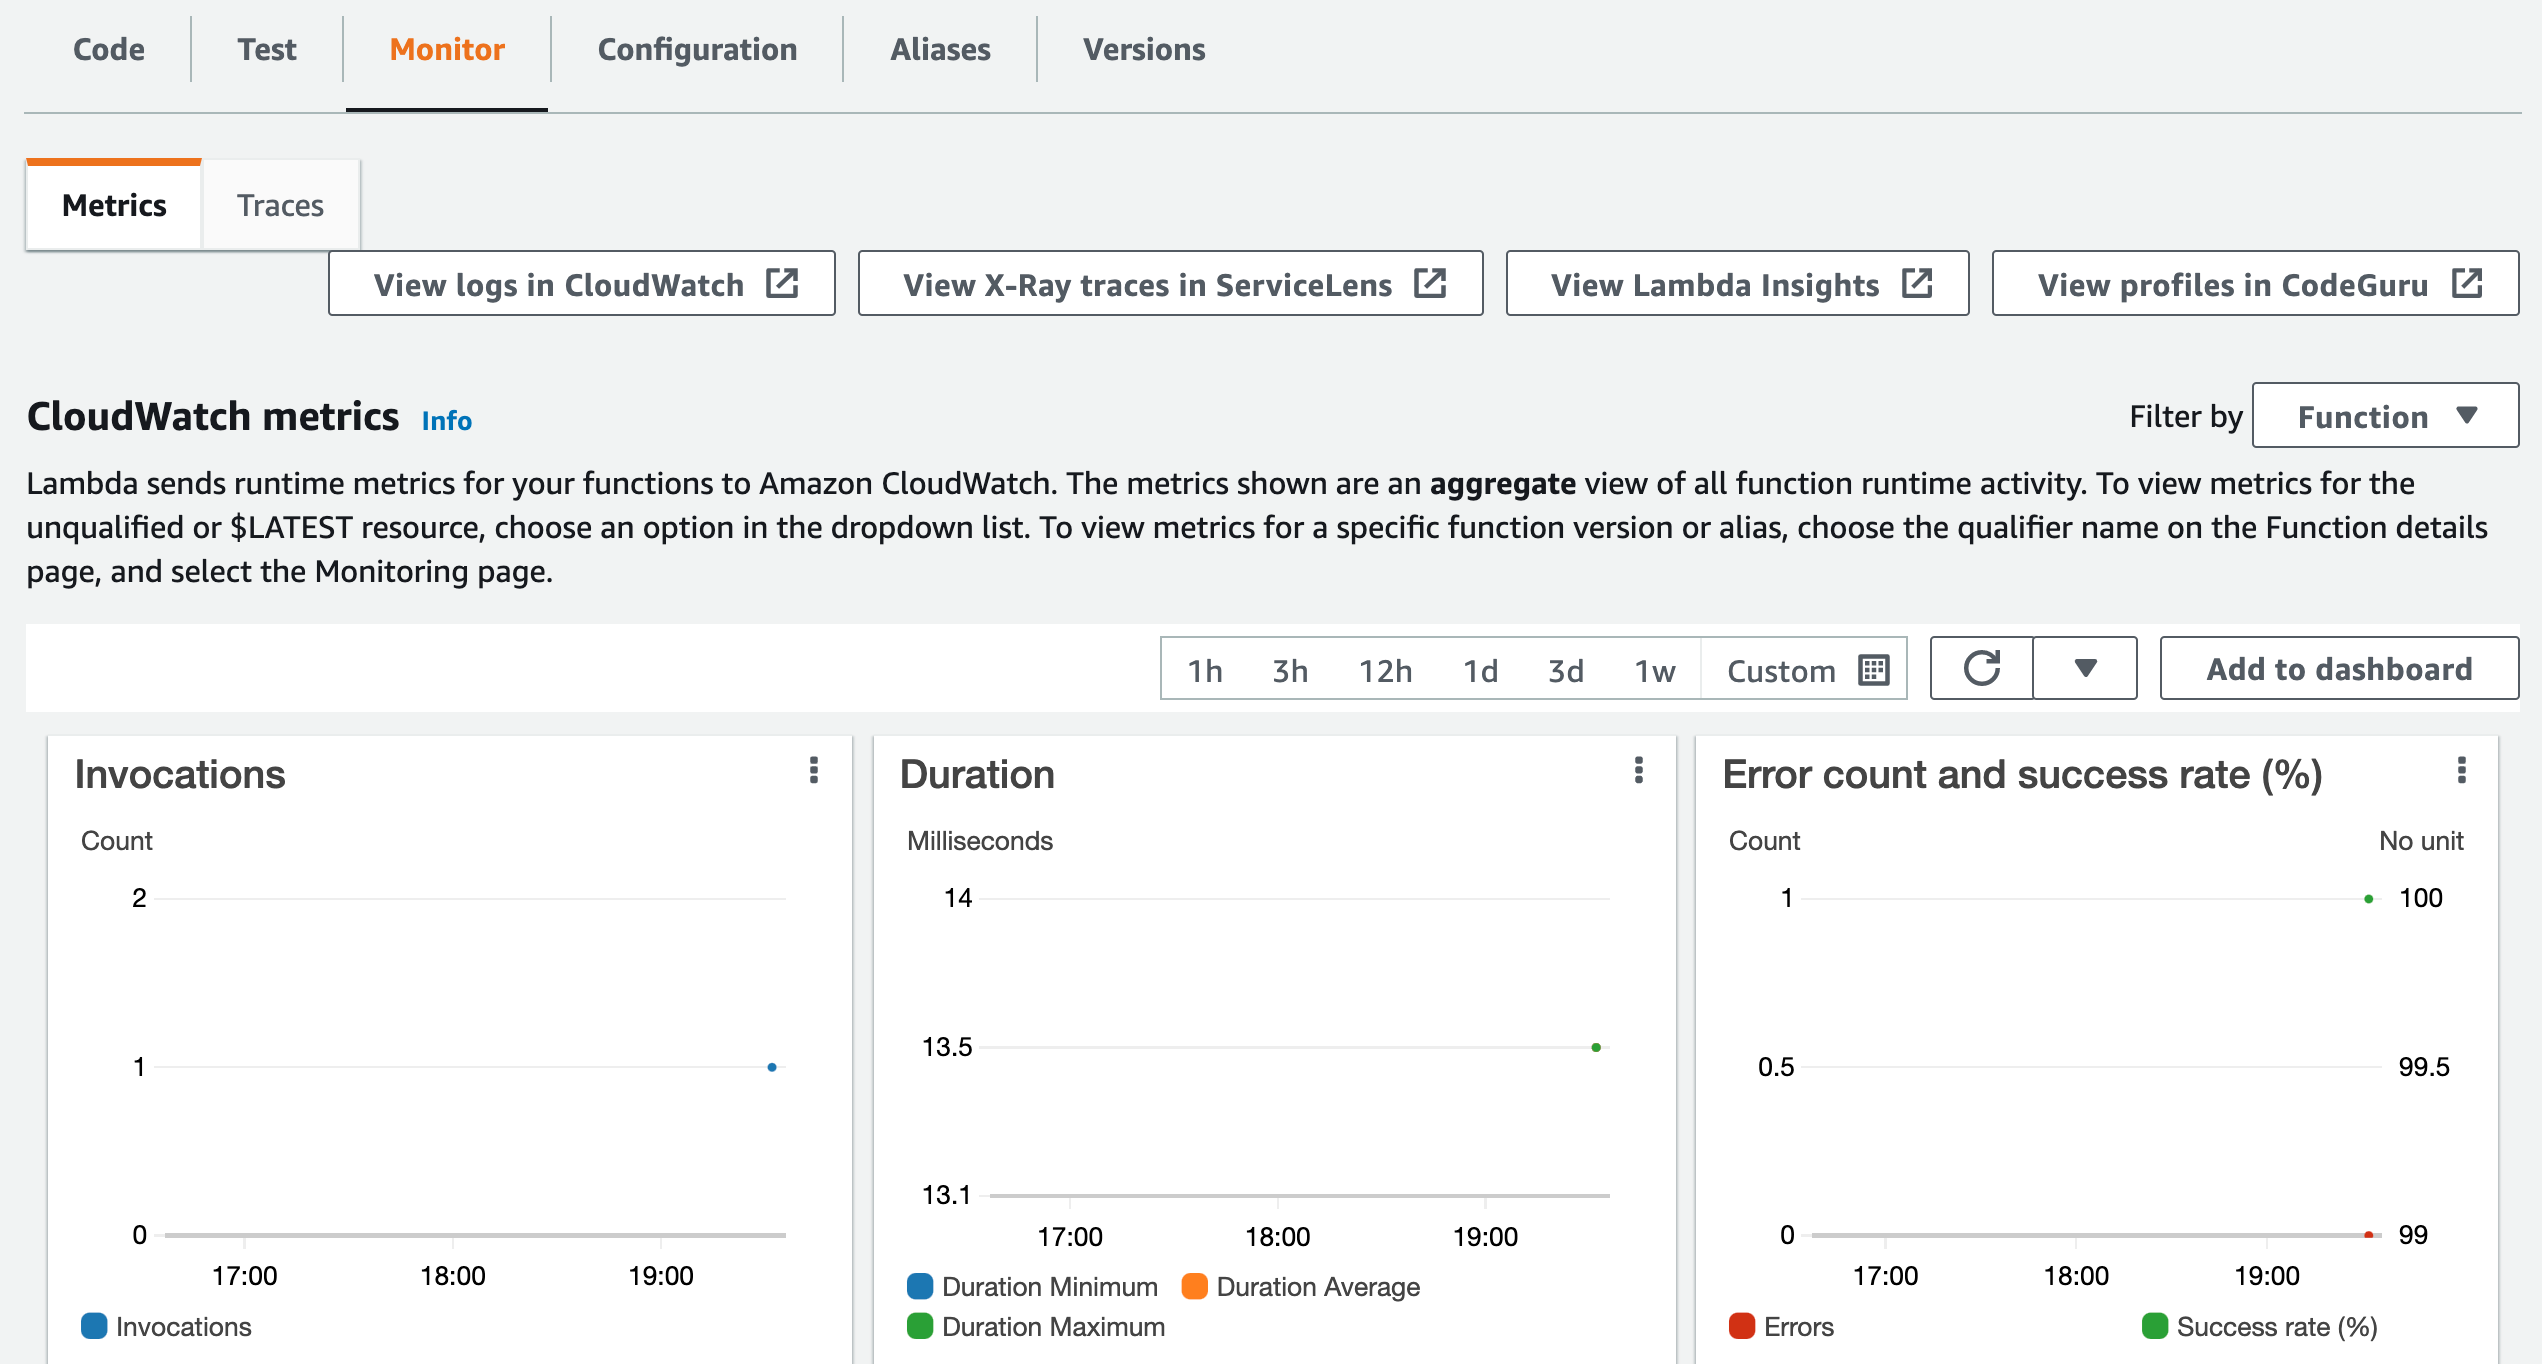 Code Test Monitor Configuration Aliases Versions
Metrics Traces
View logs in CloudWatch View X-Ray traces in ServiceLens View Lambda Insights View profiles in CodeGuru
CloudWatch metrics Info Filter by Function
Lambda sends runtime metrics for your functions to Amazon CloudWatch. The metrics shown are an aggregate view of all function runtime activity. To view metrics for the
unqualified or $LATEST resource, choose an option in the dropdown list. To view metrics for a specific function version or alias, choose the qualifier name on the Function details
page, and select the Monitoring page.
1h 3h 12h 1d 3d 1w Custom Add to dashboard
Invocations
Count
2
1
0
17:00 18:00 19:00
Invocations
Duration
Milliseconds
14
13.5
13.1
17:00 18:00 19:00
Duration Minimum Duration Average
Duration Maximum
Error count and success rate (%)
Count No unit
1 100
0.5 99.5
0 99
17:00 18:00 19:00
Errors Success rate (%)